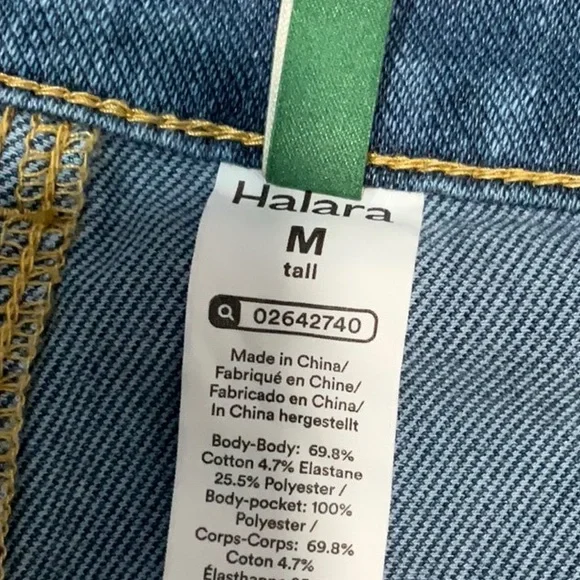 Halara
M
tall
02642740
Made in China/
Fabriqué en Chine/
Fabricado en China/
In China hergestellt
Body-Body: 69.8%
Cotton 4.7% Elastane
25.5% Polyester /
Body-pocket: 100%
Polyester /
Corps-Corps: 69.8%
Coton 4.7%